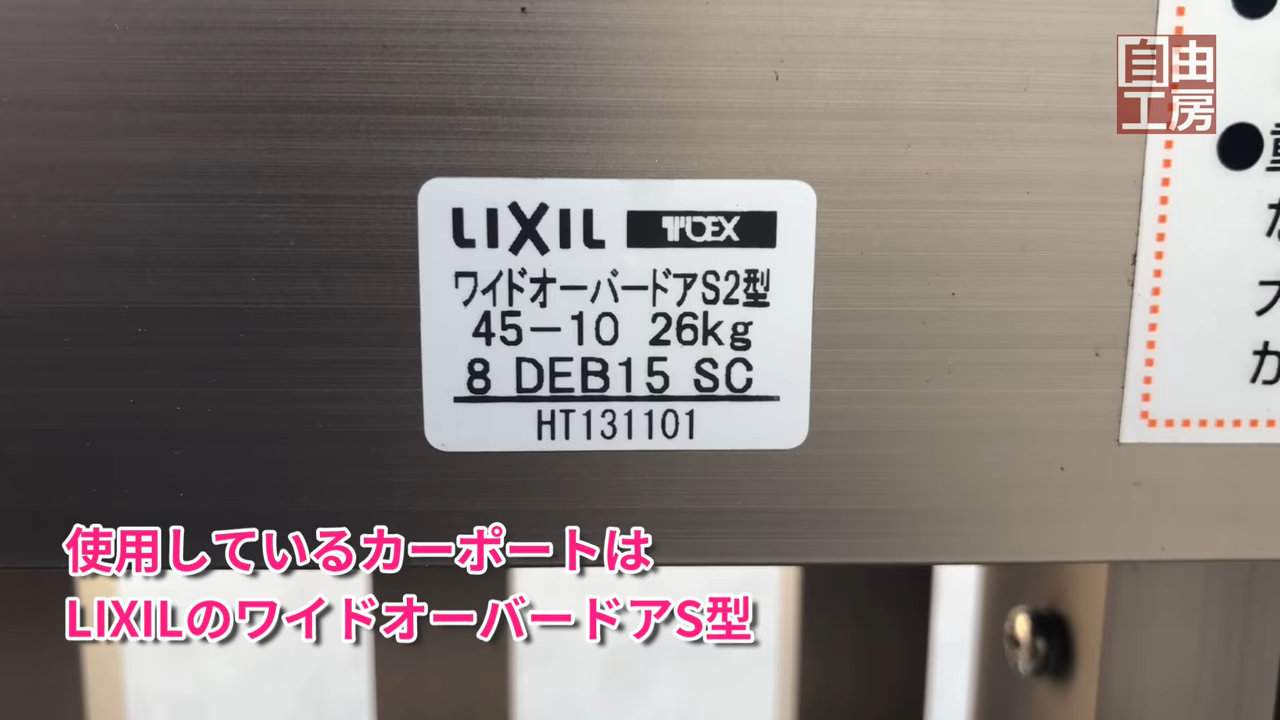 自由
工房
LIXIL TOEX
ワイドオーバードアS2型
45-10 26kg
8 DEB15 SC
HT131101
使用しているカーポートは
LIXILのワイドオーバードアS型